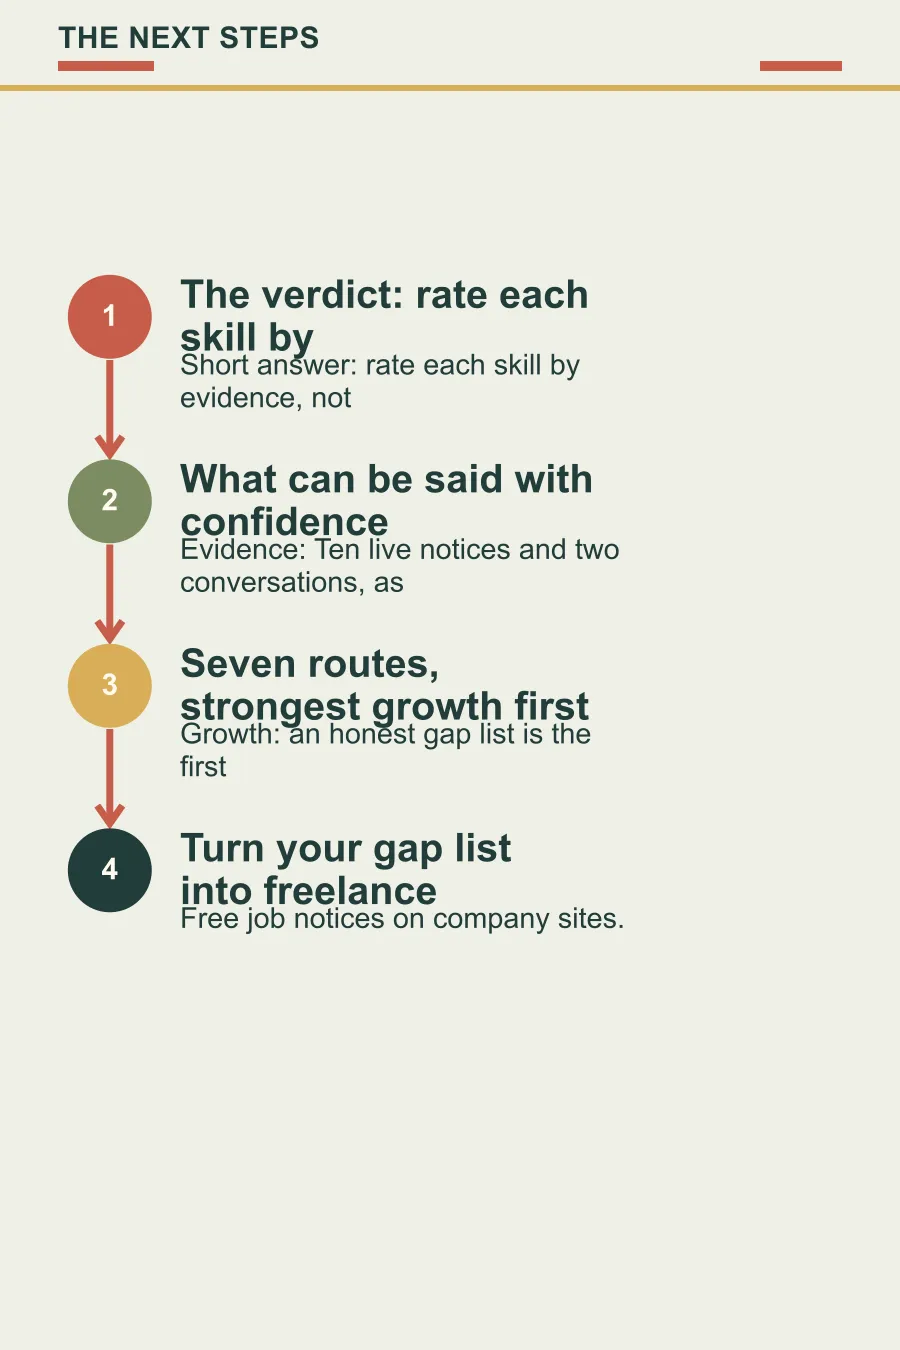 THE NEXT STEPS
1
The verdict: rate each
skill by
Short answer: rate each skill by
evidence, not
2
What can be said with
confidence
Evidence: Ten live notices and two
conversations, as
3
Seven routes,
strongest growth first
Growth: an honest gap list is the
first
4
Turn your gap list
into freelance
Free job notices on company sites.